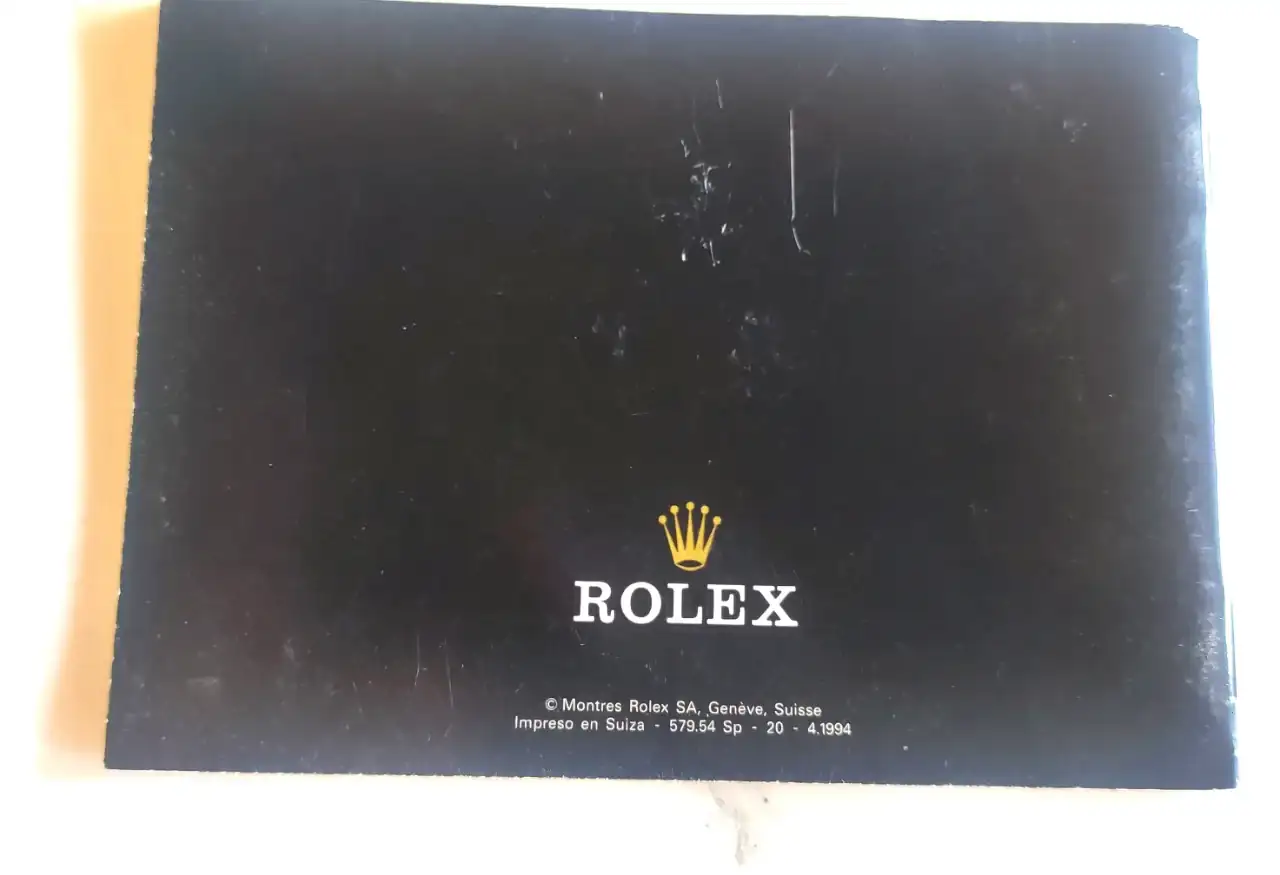 ROLEX
© Montres Rolex SA, Genève, Suisse
Impreso en Suiza - 579.54 Sp - 20 - 4.1994